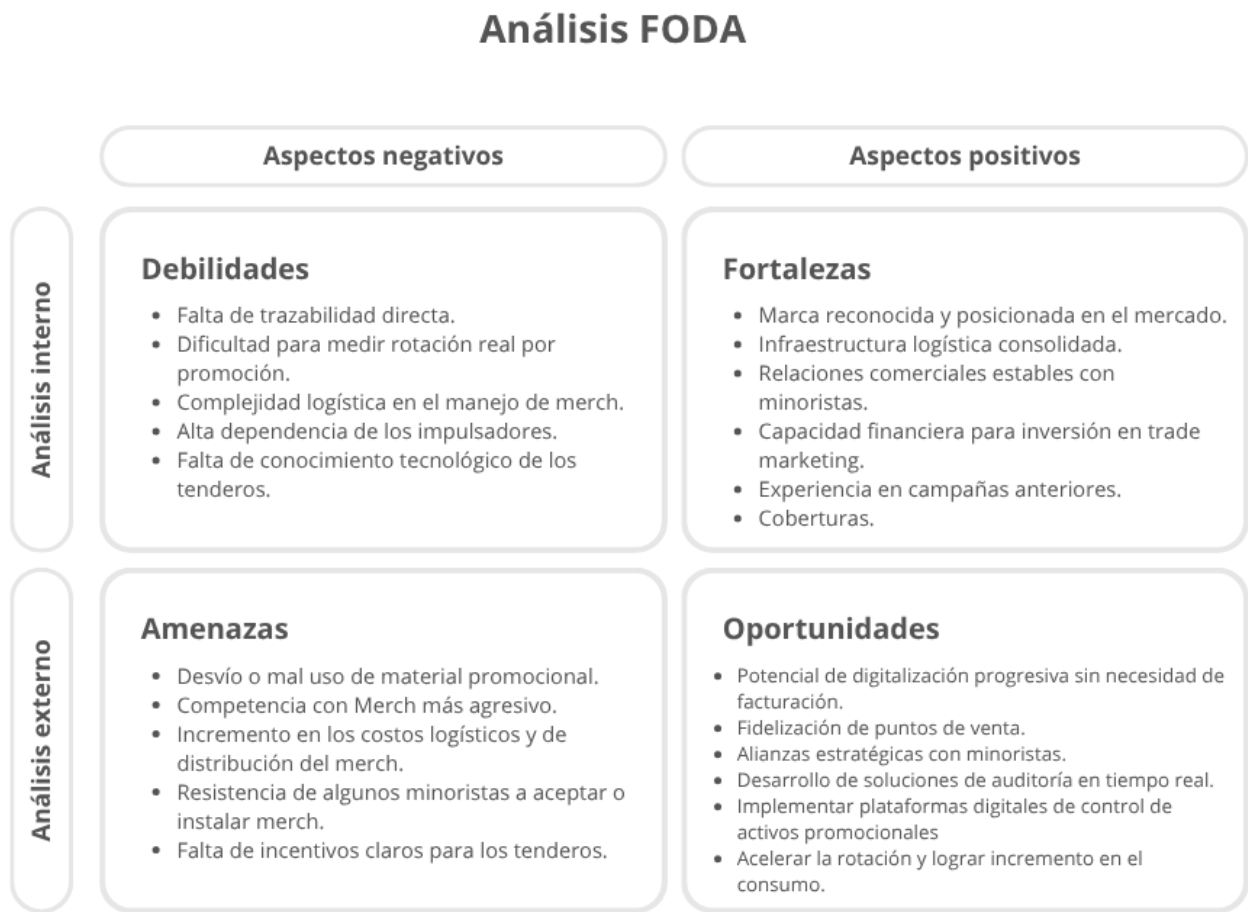 Análisis FODA
Aspectos negativos
Aspectos positivos
Análisis interno
Debilidades
• Falta de trazabilidad directa.
• Dificultad para medir rotación real por
promoción.
• Complejidad logística en el manejo de merch.
• Alta dependencia de los impulsadores.
• Falta de conocimiento tecnológico de los
tenderos.
Fortalezas
• Marca reconocida y posicionada en el mercado.
• Infraestructura logística consolidada.
• Relaciones comerciales estables con
minoristas.
• Capacidad financiera para inversión en trade
marketing.
• Experiencia en campañas anteriores.
• Coberturas.
Análisis externo
Amenazas
• Desvío o mal uso de material promocional.
• Competencia con Merch más agresivo.
• Incremento en los costos logísticos y de
distribución del merch.
• Resistencia de algunos minoristas a aceptar o
instalar merch.
• Falta de incentivos claros para los tenderos.
Oportunidades
• Potencial de digitalización progresiva sin necesidad de
facturación.
• Fidelización de puntos de venta.
• Alianzas estratégicas con minoristas.
• Desarrollo de soluciones de auditoría en tiempo real.
• Implementar plataformas digitales de control de
activos promocionales
• Acelerar la rotación y lograr incremento en el
consumo.